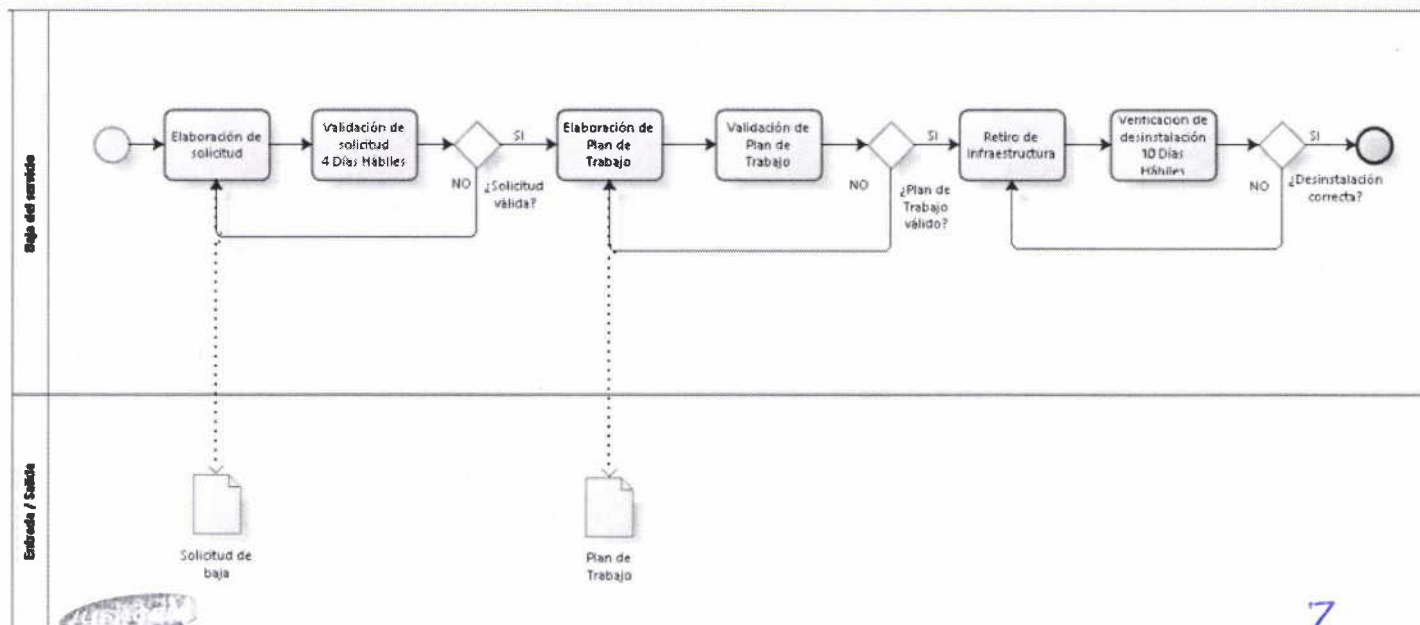 Baja del servicio
Elaboración de
solicitud
Validación de
solicitud
4 Días Hábiles
SI
NO
¿Solicitud
válida?
Elaboración de
Plan de
Trabajo
Validación de
Plan de
Trabajo
SI
NO
¿Plan de
Trabajo
válido?
Retiro de
Infraestructura
Verificación de
desinstalación
10 Días
Hábiles
SI
NO
¿Desinstalación
correcta?
Entrada / Salida
Solicitud de
baja
Plan de
Trabajo
7